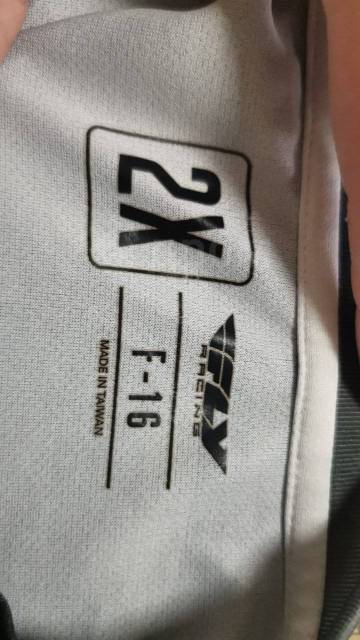 2X
FLY
RACING
F-16
MADE IN TAIWAN